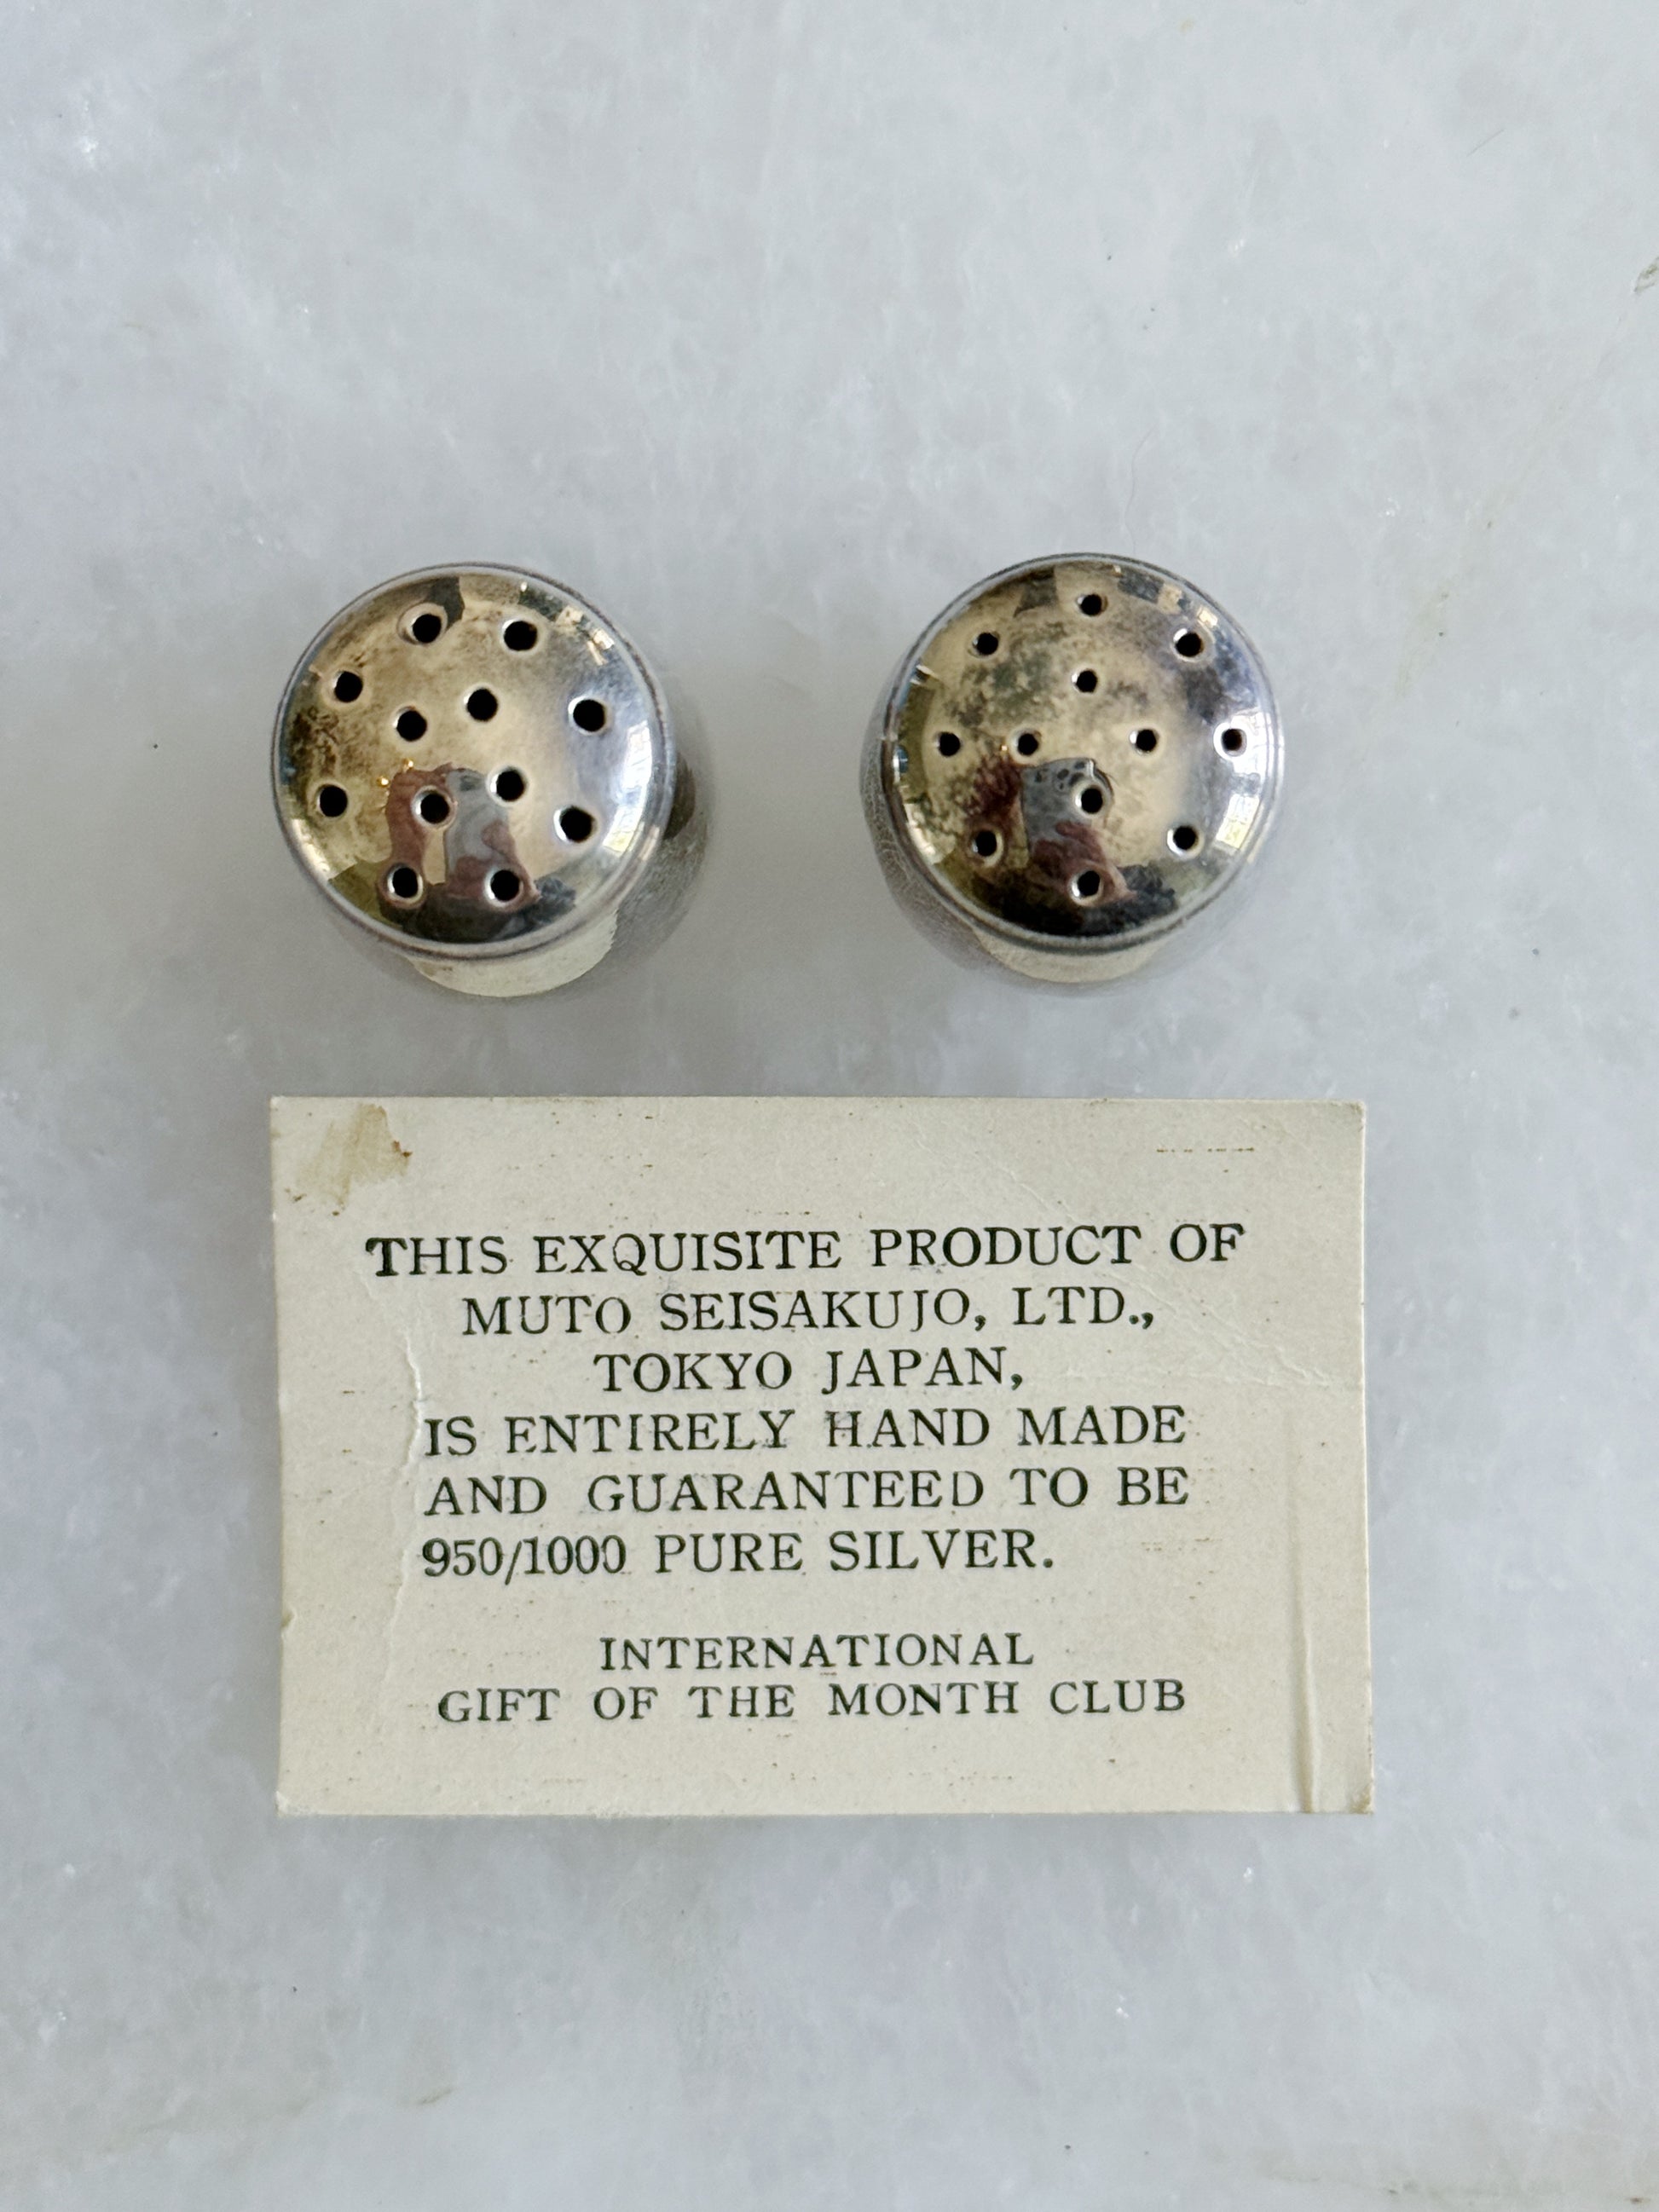 THIS EXQUISITE PRODUCT OF
MUTO SEISAKUJO, LTD.,
TOKYO JAPAN,
IS ENTIRELY HAND MADE
AND GUARANTEED TO BE
950/1000 PURE SILVER.
INTERNATIONAL
GIFT OF THE MONTH CLUB